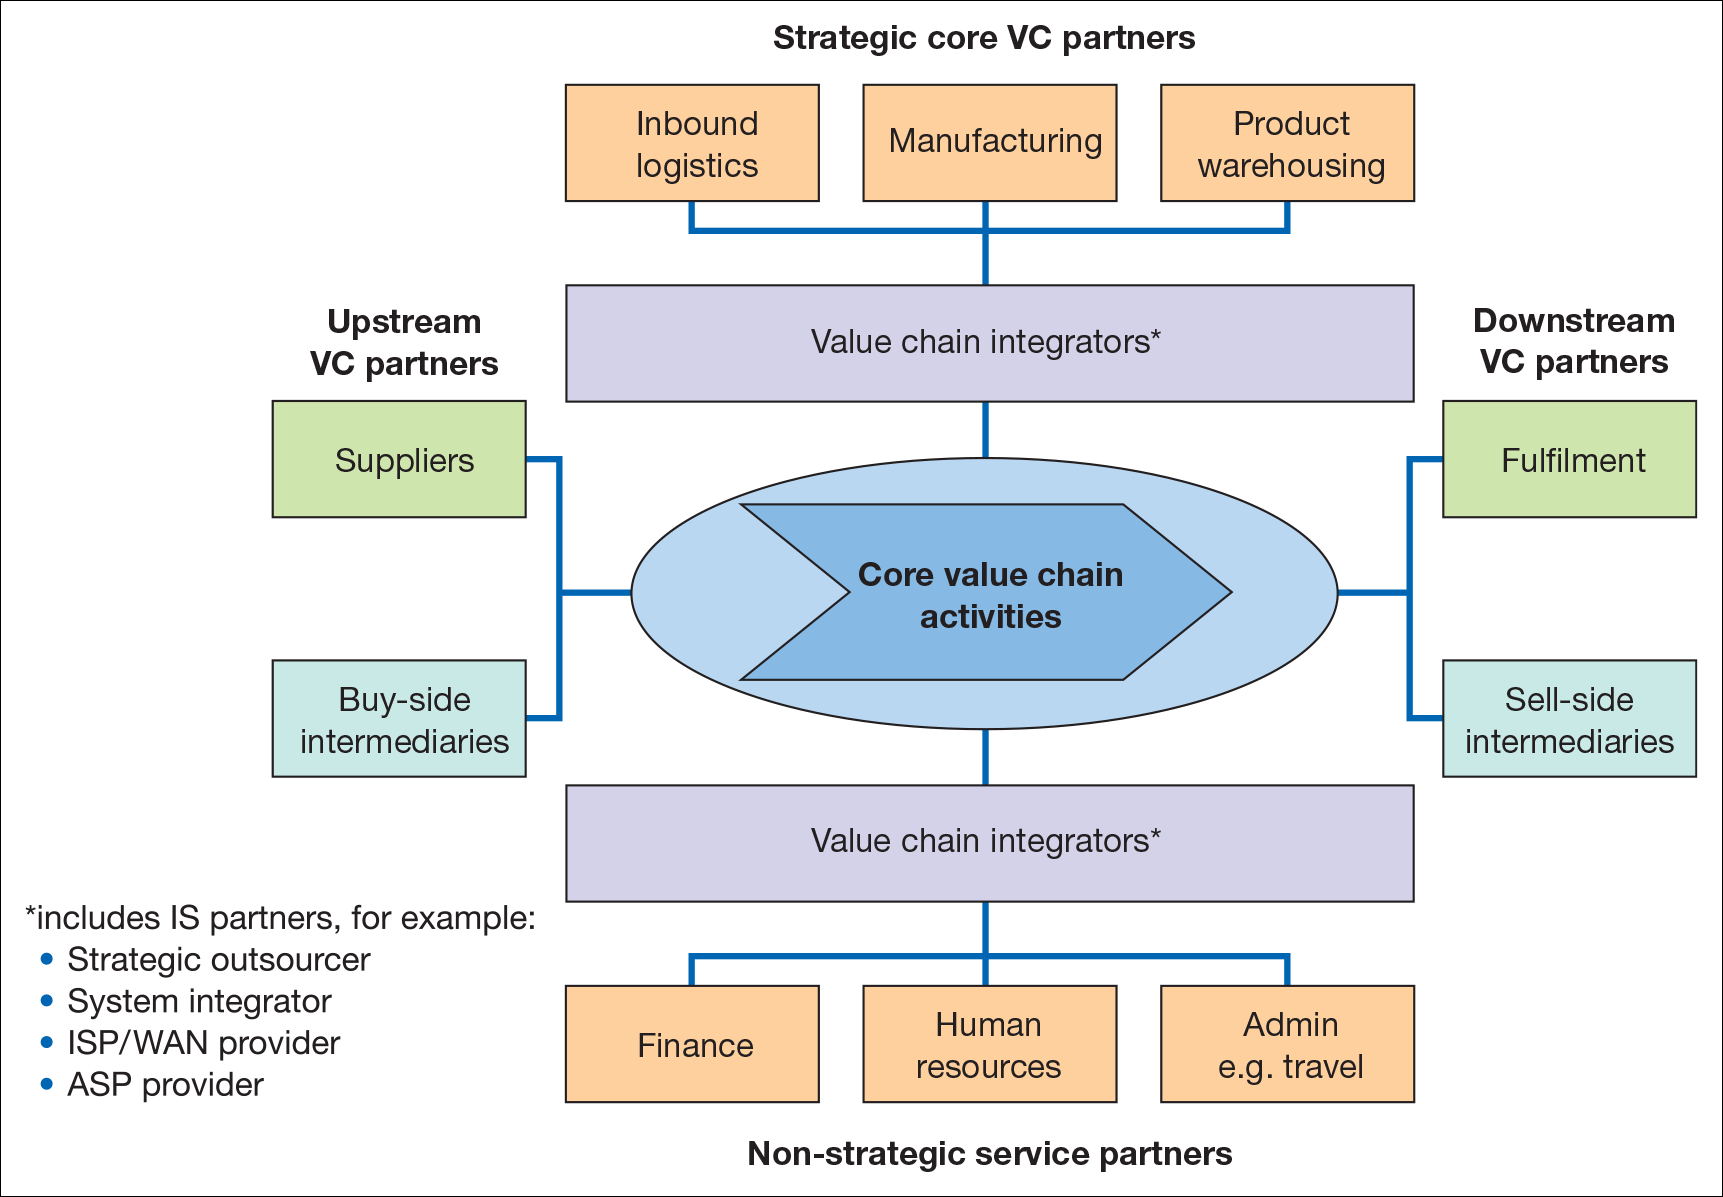 Strategic core VC partners
Inbound
logistics
Manufacturing
Product
warehousing
Value chain integrators*
Upstream
VC partners
Downstream
VC partners
Suppliers
Fulfilment
Core value chain
activities
Buy-side
intermediaries
Sell-side
intermediaries
Value chain integrators*
*includes IS partners, for example:
• Strategic outsourcer
• System integrator
• ISP/WAN provider
• ASP provider
Finance
Human
resources
Admin
e.g. travel
Non-strategic service partners